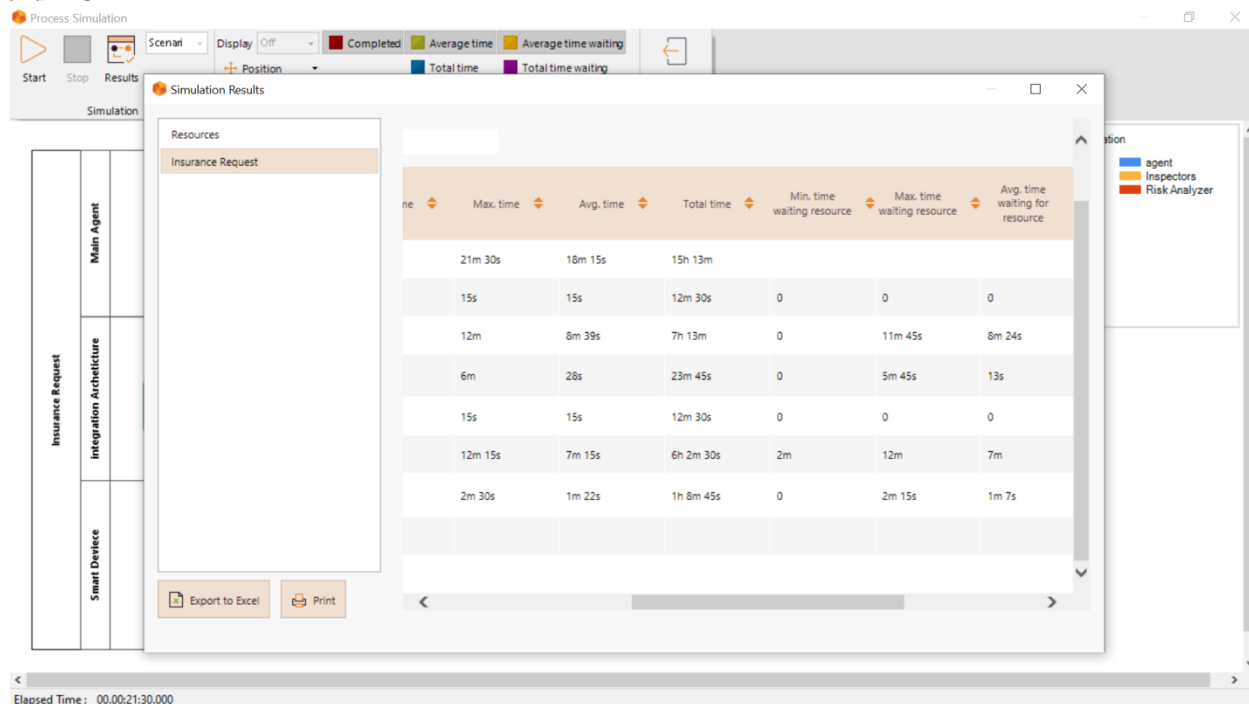 Process Simulation
Start
Stop
Results
Simulation
Scenari
Display Off
Position
Completed
Average time
Average time waiting
Total time
Total time waiting
Simulation Results
Resources
Insurance Request
Export to Excel
Print
me Max. time Avg. time Total time Min. time waiting resource Max. time waiting resource Avg. time waiting for resource
21m 30s 18m 15s 15h 13m
15s 15s 12m 30s 0 0 0
12m 8m 39s 7h 13m 0 11m 45s 8m 24s
6m 28s 23m 45s 0 5m 45s 13s
15s 15s 12m 30s 0 0 0
12m 15s 7m 15s 6h 2m 30s 2m 12m 7m
2m 30s 1m 22s 1h 8m 45s 0 2m 15s 1m 7s
ation
agent
Inspectors
Risk Analyzer
Insurance Request
Main Agent
integration Archeticture
Smart Deviece
Elapsed Time : 00.00:21:30.000